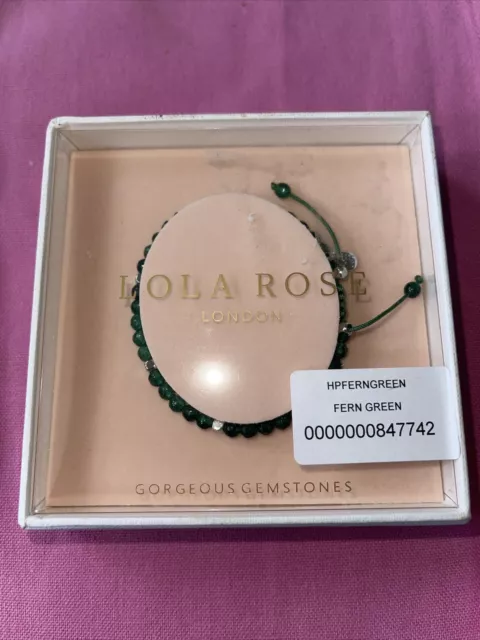 LOLA ROSE
LONDON
HPFERNGREEN
FERN GREEN
0000000847742
GORGEOUS GEMSTONES